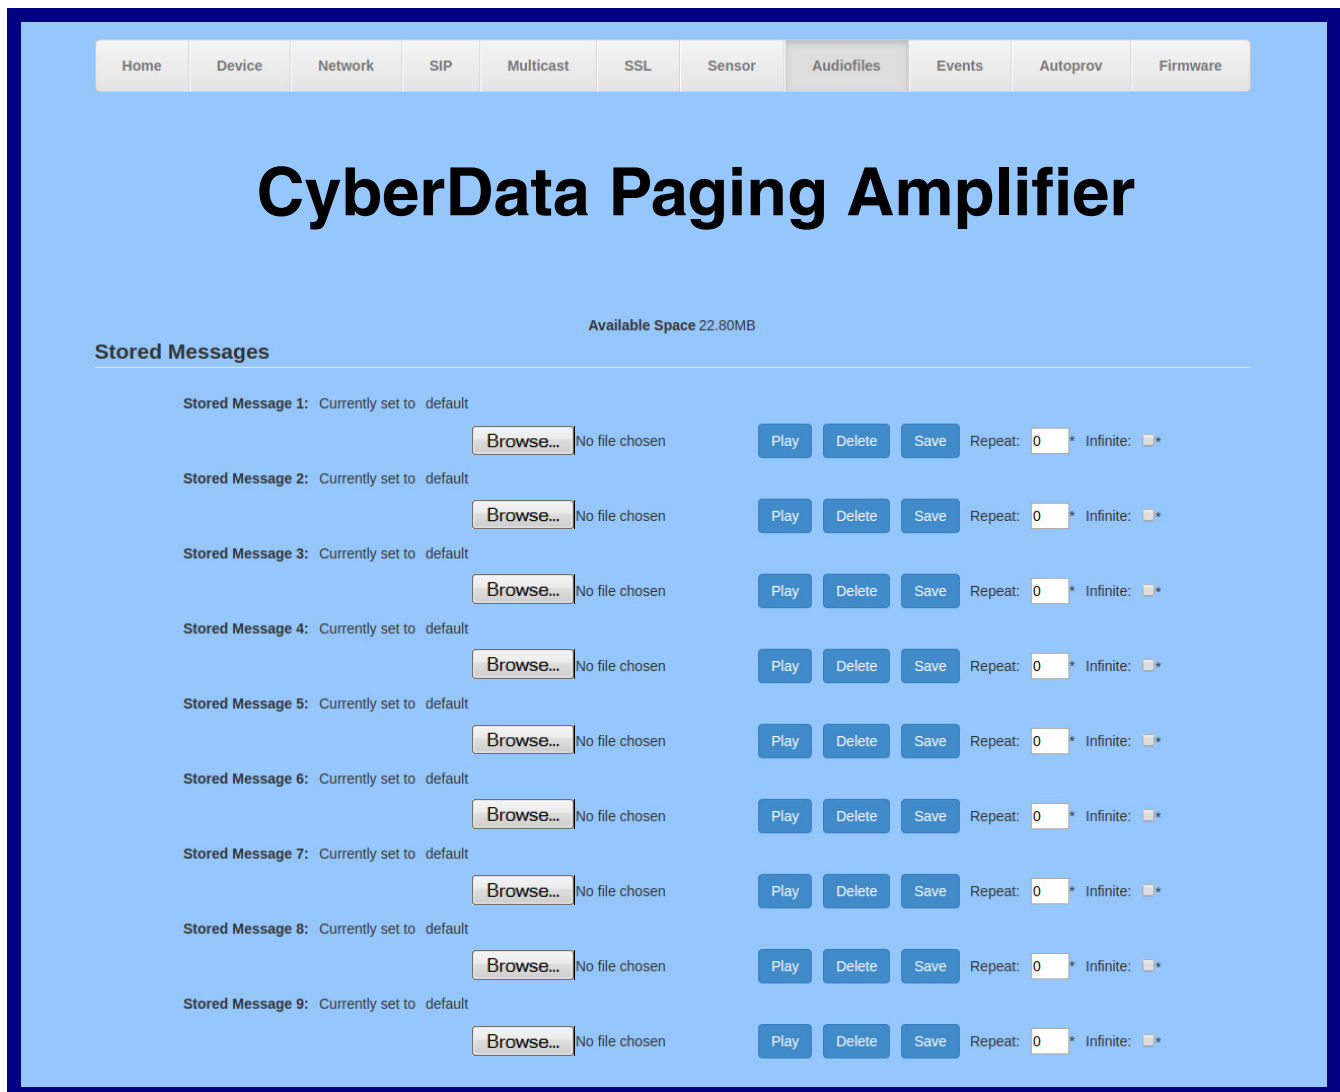 Home Device Network SIP Multicast SSL Sensor Audiofiles Events Autoprov Firmware
CyberData Paging Amplifier
Available Space 22.80MB
Stored Messages
Stored Message 1: Currently set to default
Browse... No file chosen Play Delete Save Repeat: 0 * Infinite: *
Stored Message 2: Currently set to default
Browse... No file chosen Play Delete Save Repeat: 0 * Infinite: *
Stored Message 3: Currently set to default
Browse... No file chosen Play Delete Save Repeat: 0 * Infinite: *
Stored Message 4: Currently set to default
Browse... No file chosen Play Delete Save Repeat: 0 * Infinite: *
Stored Message 5: Currently set to default
Browse... No file chosen Play Delete Save Repeat: 0 * Infinite: *
Stored Message 6: Currently set to default
Browse... No file chosen Play Delete Save Repeat: 0 * Infinite: *
Stored Message 7: Currently set to default
Browse... No file chosen Play Delete Save Repeat: 0 * Infinite: *
Stored Message 8: Currently set to default
Browse... No file chosen Play Delete Save Repeat: 0 * Infinite: *
Stored Message 9: Currently set to default
Browse... No file chosen Play Delete Save Repeat: 0 * Infinite: *